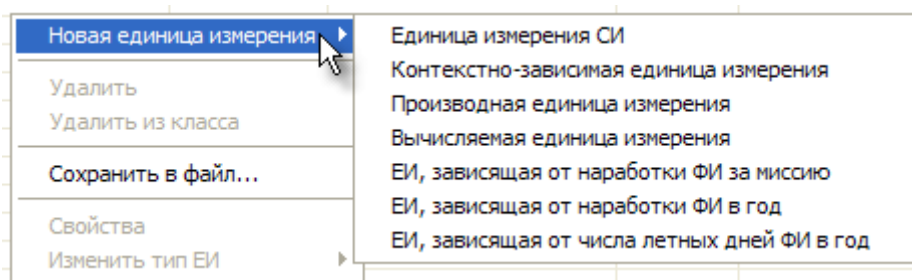 Новая единица измерения
Удалить
Удалить из класса
Сохранить в файл...
Свойства
Изменить тип ЕИ
Единица измерения СИ
Контекстно-зависимая единица измерения
Производная единица измерения
Вычисляемая единица измерения
ЕИ, зависящая от наработки ФИ за миссию
ЕИ, зависящая от наработки ФИ в год
ЕИ, зависящая от числа летных дней ФИ в год